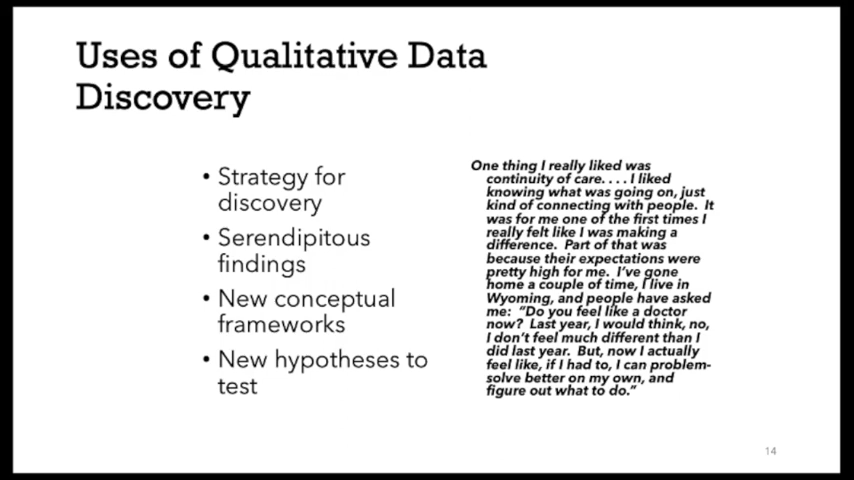 Uses of Qualitative Data
Discovery
• Strategy for
discovery
• Serendipitous
findings
• New conceptual
frameworks
• New hypotheses to
test
One thing I really liked was
continuity of care. . . . I liked
knowing what was going on, just
kind of connecting with people.  It
was for me one of the first times I
really felt like I was making a
difference.  Part of that was
because their expectations were
pretty high for me.  I’ve gone
home a couple of time, I live in
Wyoming, and people have asked
me:  “Do you feel like a doctor
now?  Last year, I would think, no,
I don’t feel much different than I
did last year.  But, now I actually
feel like, if I had to, I can problem-
solve better on my own, and
figure out what to do.”
14